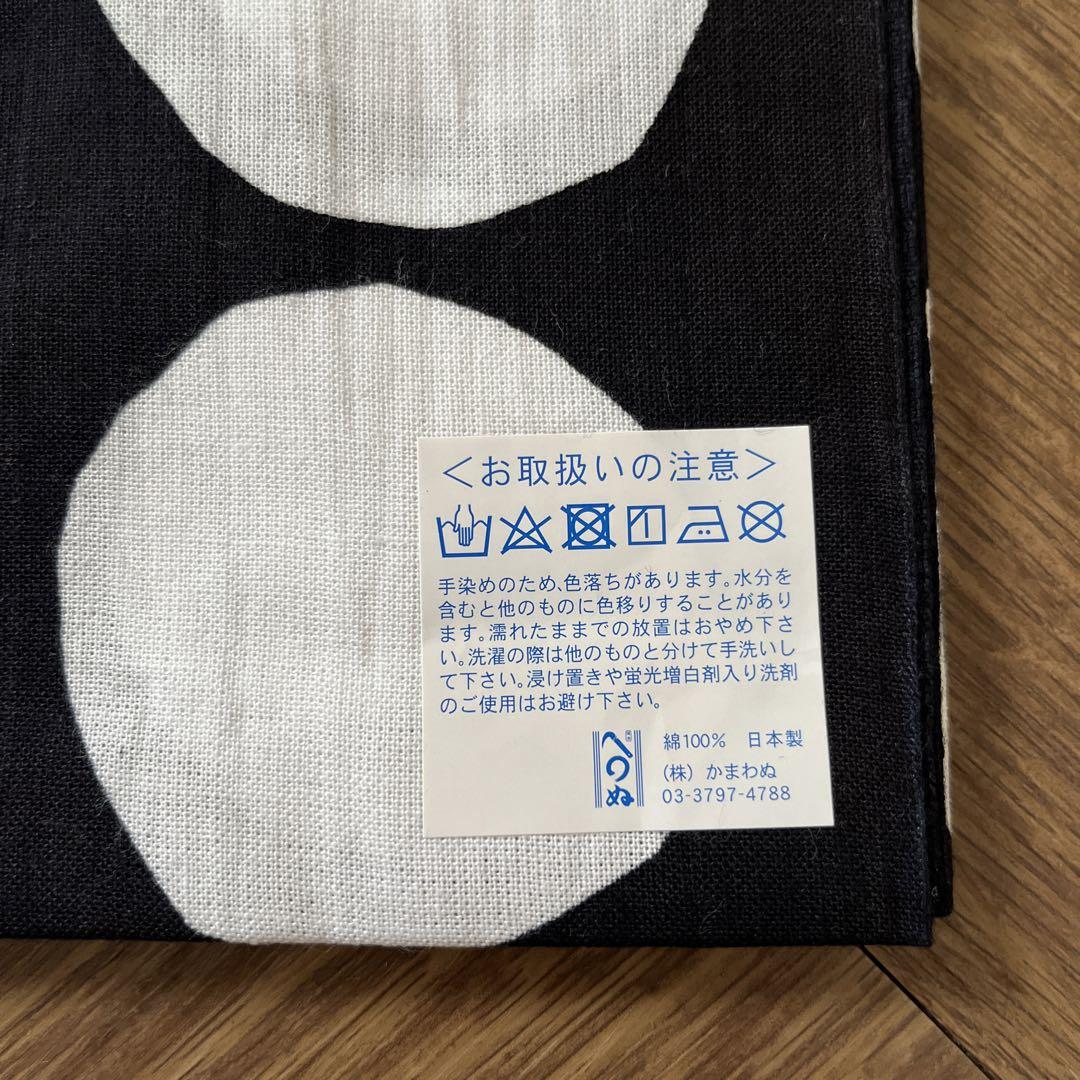 ＜お取扱いの注意＞
手染めのため、色落ちがあります。水分を
含むと他のものに色移りすることがあり
ます。濡れたままでの放置はおやめ下さ
い。洗濯の際は他のものと分けて手洗いし
て下さい。浸け置きや蛍光増白剤入り洗剤
のご使用はお避け下さい。
綿100%　日本製
(株) かまわぬ
03-3797-4788